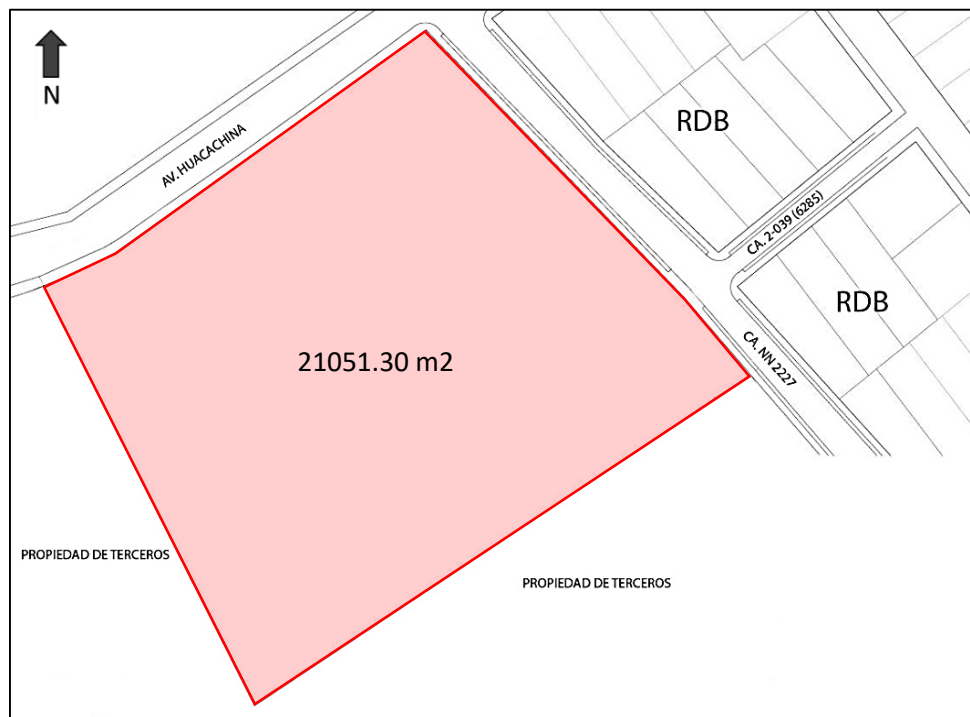 N
AV. HUACACHINA
RDB
CA. 2-039 (6285)
RDB
CA. NN 2227
21051.30 m2
PROPIEDAD DE TERCEROS
PROPIEDAD DE TERCEROS